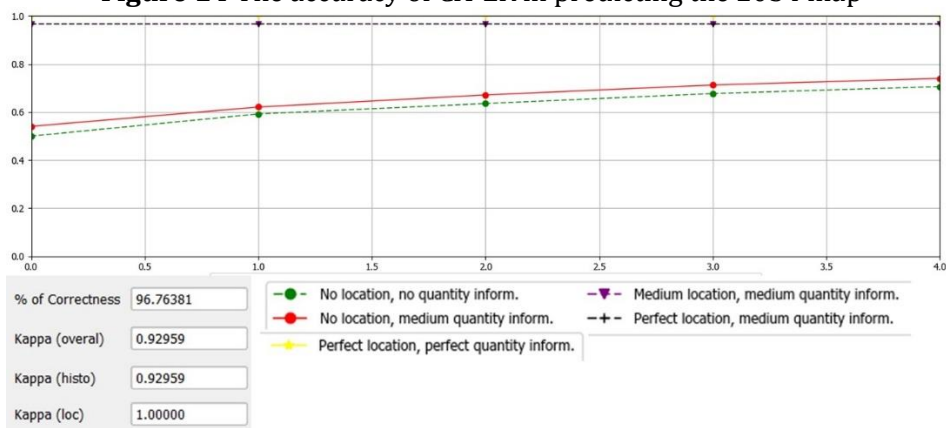 Figure The accuracy of in predicting the map
1.0
0.8
0.6
0.4
0.2
0.0
0.0 0.5 1.0 1.5 2.0 2.5 3.0 3.5 4.0
% of Correctness 96.76381
Kappa (overal) 0.92959
Kappa (histo) 0.92959
Kappa (loc) 1.00000
No location, no quantity inform.
No location, medium quantity inform.
Perfect location, perfect quantity inform.
Medium location, medium quantity inform.
Perfect location, medium quantity inform.